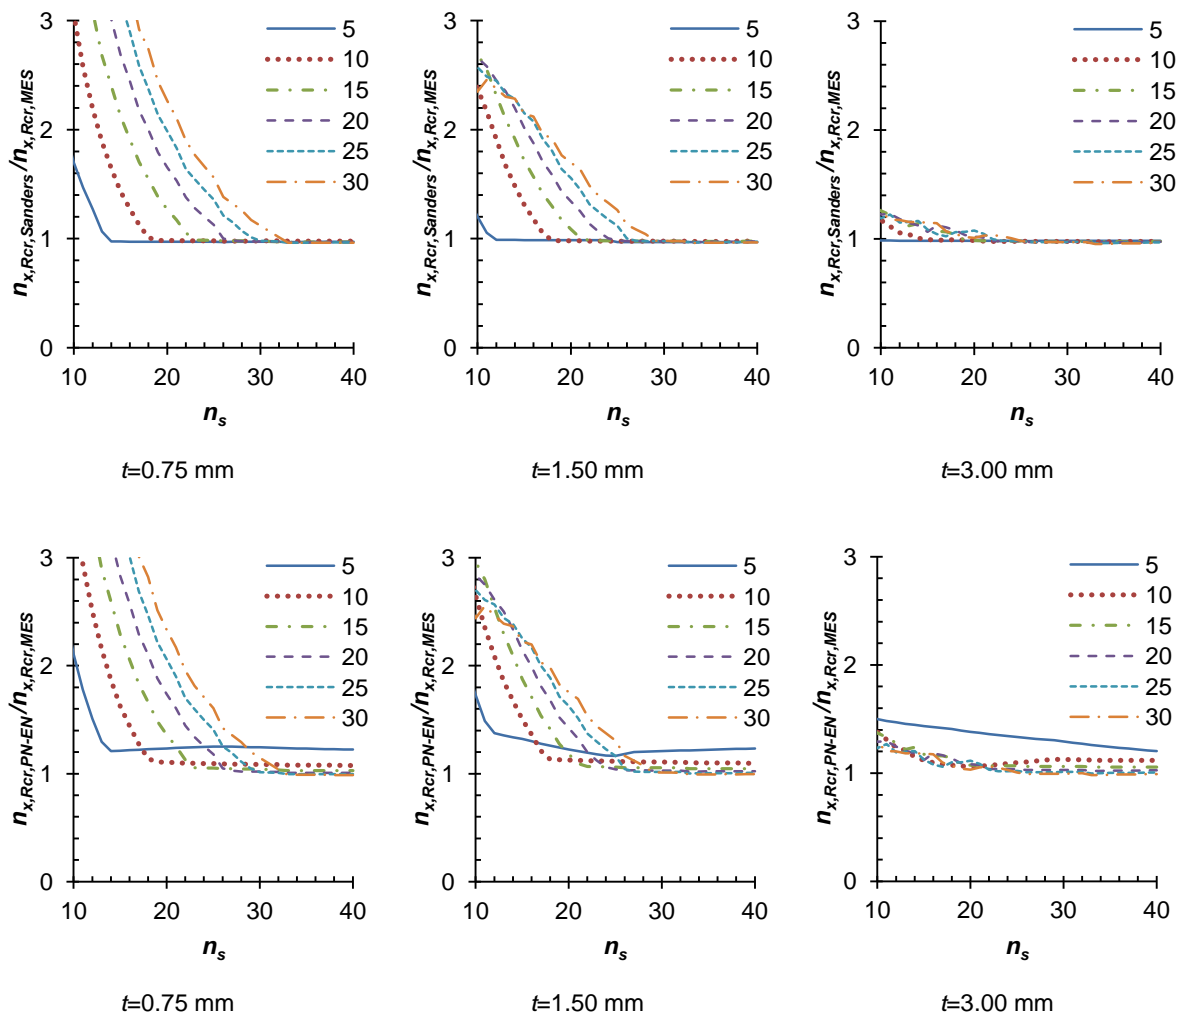 n_x,Rcr,Sanders/n_x,Rcr,MES
3
2
1
0
10 20 30 40
n_s
5
10
15
20
25
30
t=0.75 mm
n_x,Rcr,Sanders/n_x,Rcr,MES
3
2
1
0
10 20 30 40
n_s
5
10
15
20
25
30
t=1.50 mm
n_x,Rcr,Sanders/n_x,Rcr,MES
3
2
1
0
10 20 30 40
n_s
5
10
15
20
25
30
t=3.00 mm
n_x,Rcr,PN-EN/n_x,Rcr,MES
3
2
1
0
10 20 30 40
n_s
5
10
15
20
25
30
t=0.75 mm
n_x,Rcr,PN-EN/n_x,Rcr,MES
3
2
1
0
10 20 30 40
n_s
5
10
15
20
25
30
t=1.50 mm
n_x,Rcr,PN-EN/n_x,Rcr,MES
3
2
1
0
10 20 30 40
n_s
5
10
15
20
25
30
t=3.00 mm